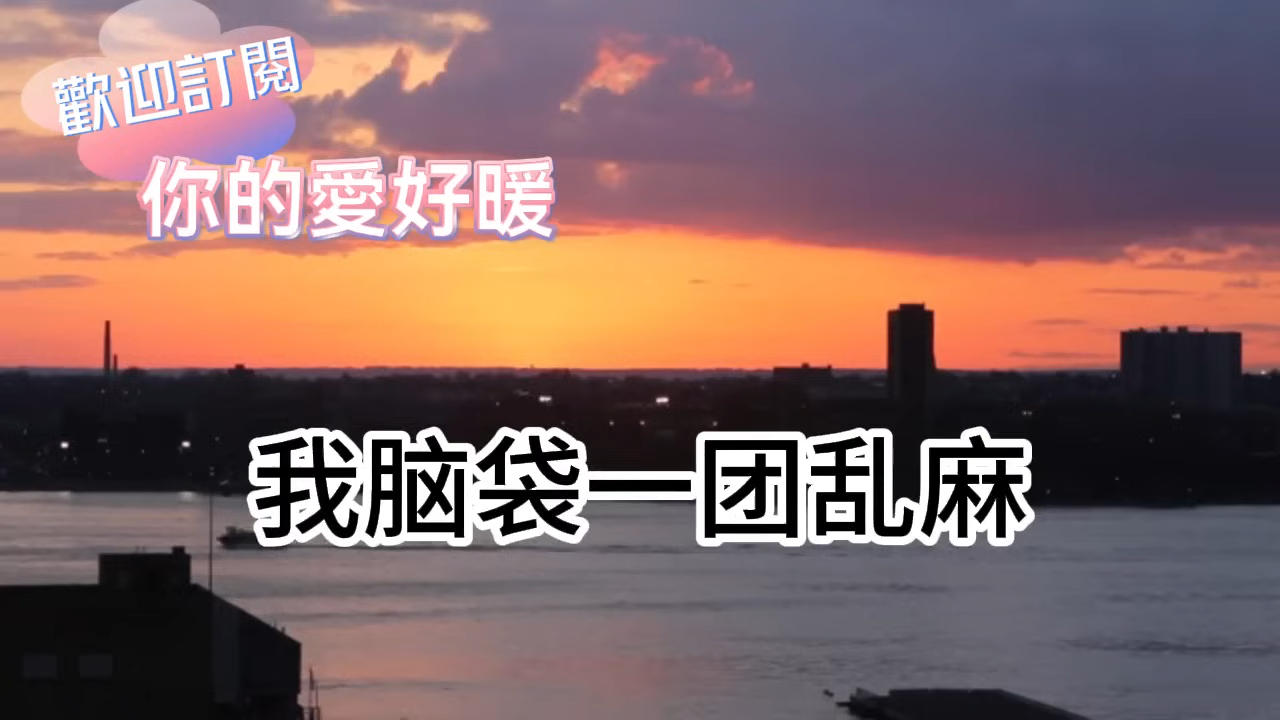 歡迎訂閱
你的愛好暖
我脑袋一团乱麻